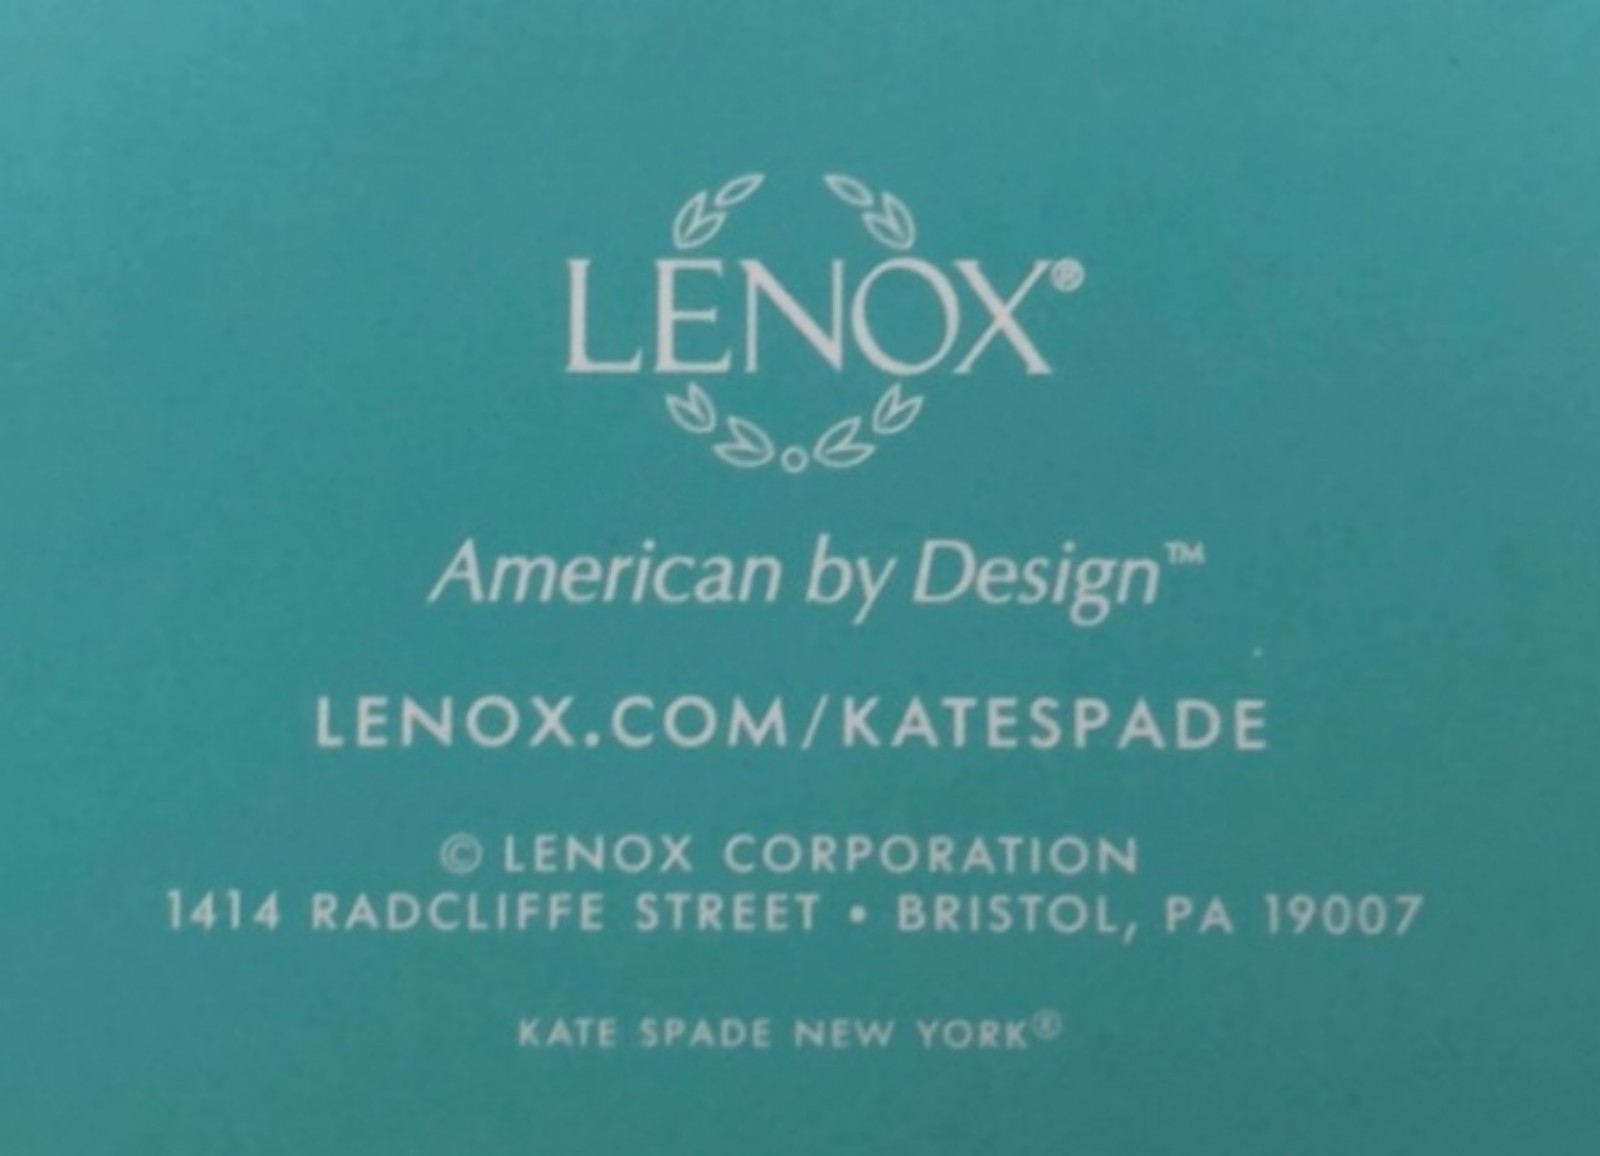 LENOX®
American by Design™
LENOX.COM/KATESPADE
© LENOX CORPORATION
1414 RADCLIFFE STREET • BRISTOL, PA 19007
KATE SPADE NEW YORK®